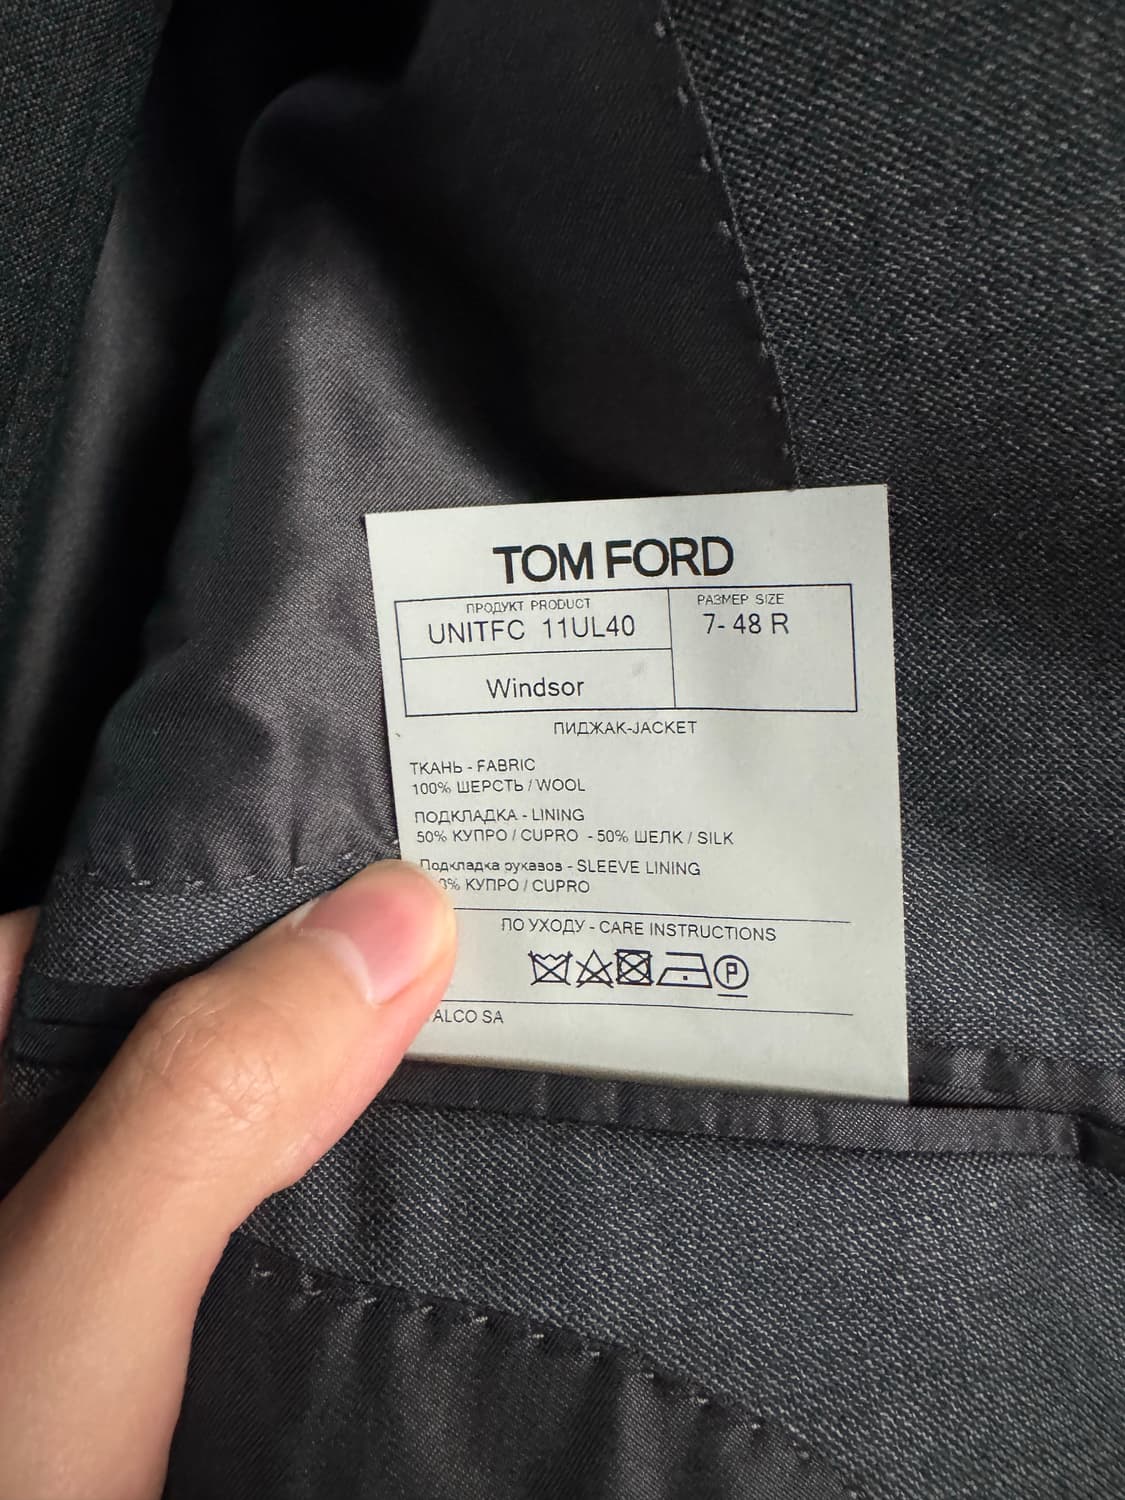 TOM FORD
ПРОДУКТ PRODUCT
UNITFC 11UL40
РАЗМЕР SIZE
7- 48 R
Windsor
ПИДЖАК-JACKET
ТКАНЬ - FABRIC
100% ШЕРСТЬ / WOOL
ПОДКЛАДКА - LINING
50% КУПРО / CUPRO - 50% ШЕЛК / SILK
Подкладка рукавов - SLEEVE LINING
% КУПРО / CUPRO
ПО УХОДУ - CARE INSTRUCTIONS
P
ALCO SA